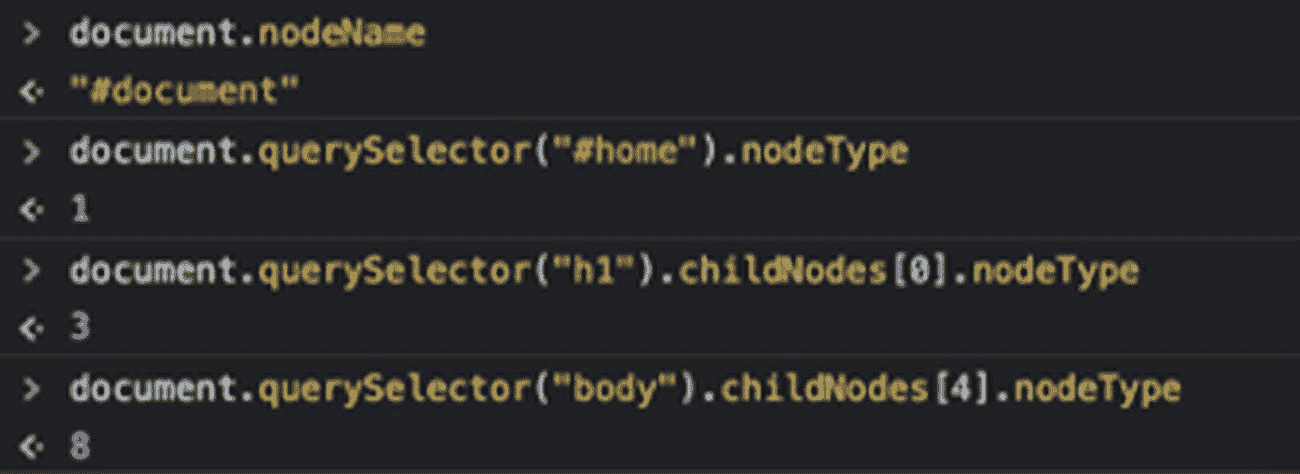 > document.nodeName
<· "#document"
> document.querySelector("#home").nodeType
<· 1
> document.querySelector("h1").childNodes[0].nodeType
<· 3
> document.querySelector("body").childNodes[4].nodeType
<· 8